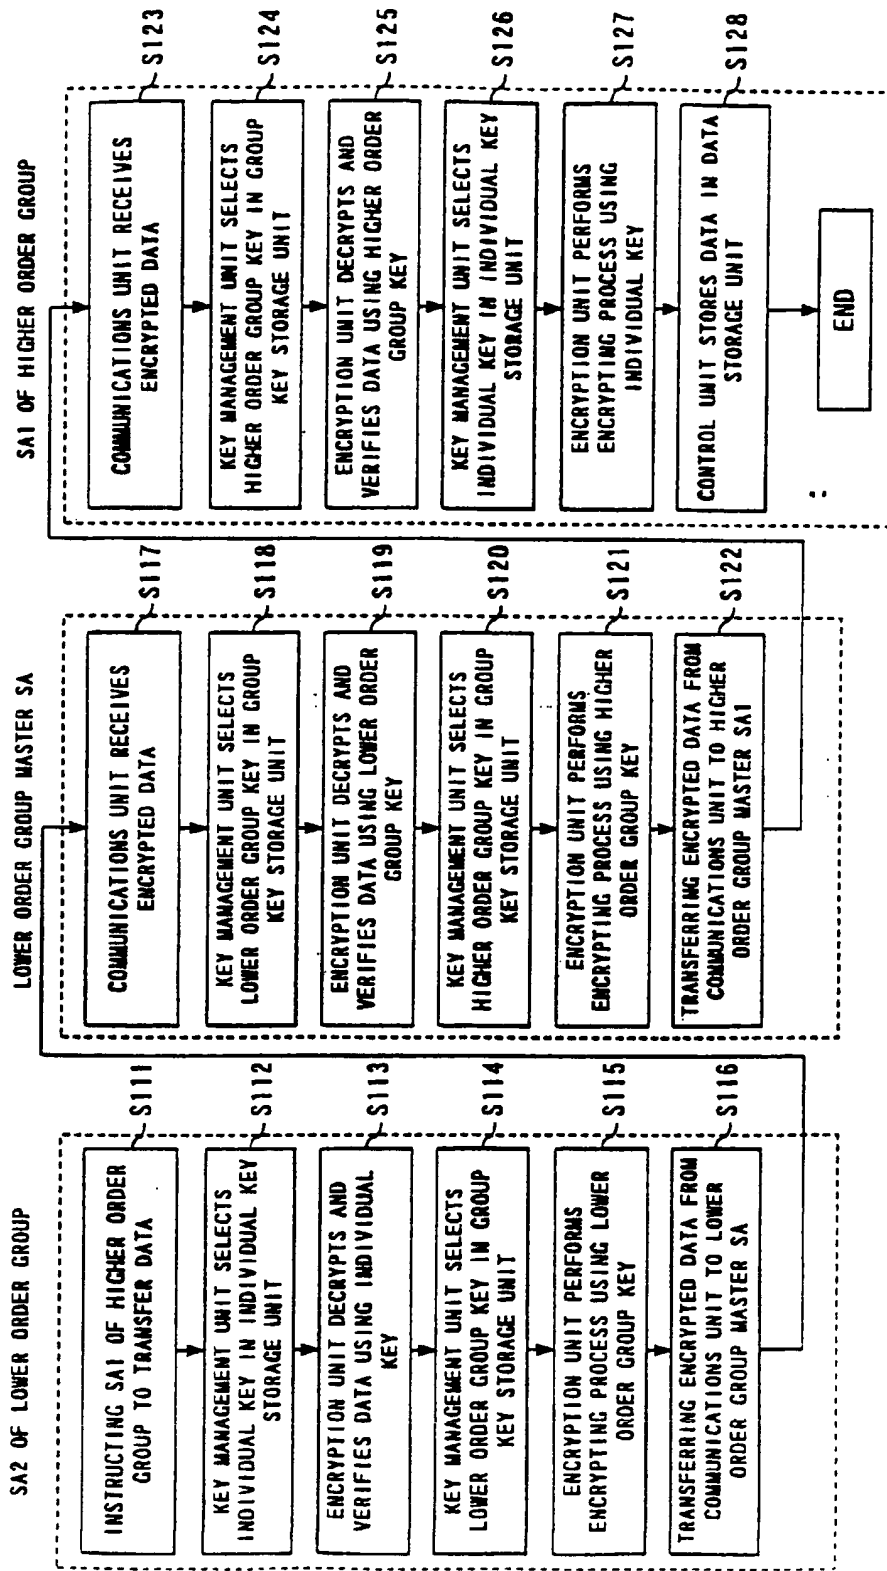 SA2 OF LOWER ORDER GROUP
INSTRUCTING SA1 OF HIGHER ORDER
GROUP TO TRANSFER DATA
S111
KEY MANAGEMENT UNIT SELECTS
INDIVIDUAL KEY IN INDIVIDUAL KEY
STORAGE UNIT
S112
ENCRYPTION UNIT DECRYPTS AND
VERIFIES DATA USING INDIVIDUAL
KEY
S113
KEY MANAGEMENT UNIT SELECTS
LOWER ORDER GROUP KEY IN GROUP
KEY STORAGE UNIT
S114
ENCRYPTION UNIT PERFORMS
ENCRYPTING PROCESS USING LOWER
ORDER GROUP KEY
S115
TRANSFERRING ENCRYPTED DATA FROM
COMMUNICATIONS UNIT TO LOWER
ORDER GROUP MASTER SA
S116
LOWER ORDER GROUP MASTER SA
COMMUNICATIONS UNIT RECEIVES
ENCRYPTED DATA
S117
KEY MANAGEMENT UNIT SELECTS
LOWER ORDER GROUP KEY IN GROUP
KEY STORAGE UNIT
S118
ENCRYPTION UNIT DECRYPTS AND
VERIFIES DATA USING LOWER ORDER
GROUP KEY
S119
KEY MANAGEMENT UNIT SELECTS
HIGHER ORDER GROUP KEY IN GROUP
KEY STORAGE UNIT
S120
ENCRYPTION UNIT PERFORMS
ENCRYPTING PROCESS USING HIGHER
ORDER GROUP KEY
S121
TRANSFERRING ENCRYPTED DATA FROM
COMMUNICATIONS UNIT TO HIGHER
ORDER GROUP MASTER SA1
S122
SA1 OF HIGHER ORDER GROUP
COMMUNICATIONS UNIT RECEIVES
ENCRYPTED DATA
S123
KEY MANAGEMENT UNIT SELECTS
HIGHER ORDER GROUP KEY IN GROUP
KEY STORAGE UNIT
S124
ENCRYPTION UNIT DECRYPTS AND
VERIFIES DATA USING HIGHER ORDER
GROUP KEY
S125
KEY MANAGEMENT UNIT SELECTS
INDIVIDUAL KEY IN INDIVIDUAL KEY
STORAGE UNIT
S126
ENCRYPTION UNIT PERFORMS
ENCRYPTING PROCESS USING
INDIVIDUAL KEY
S127
CONTROL UNIT STORES DATA IN DATA
STORAGE UNIT
S128
END